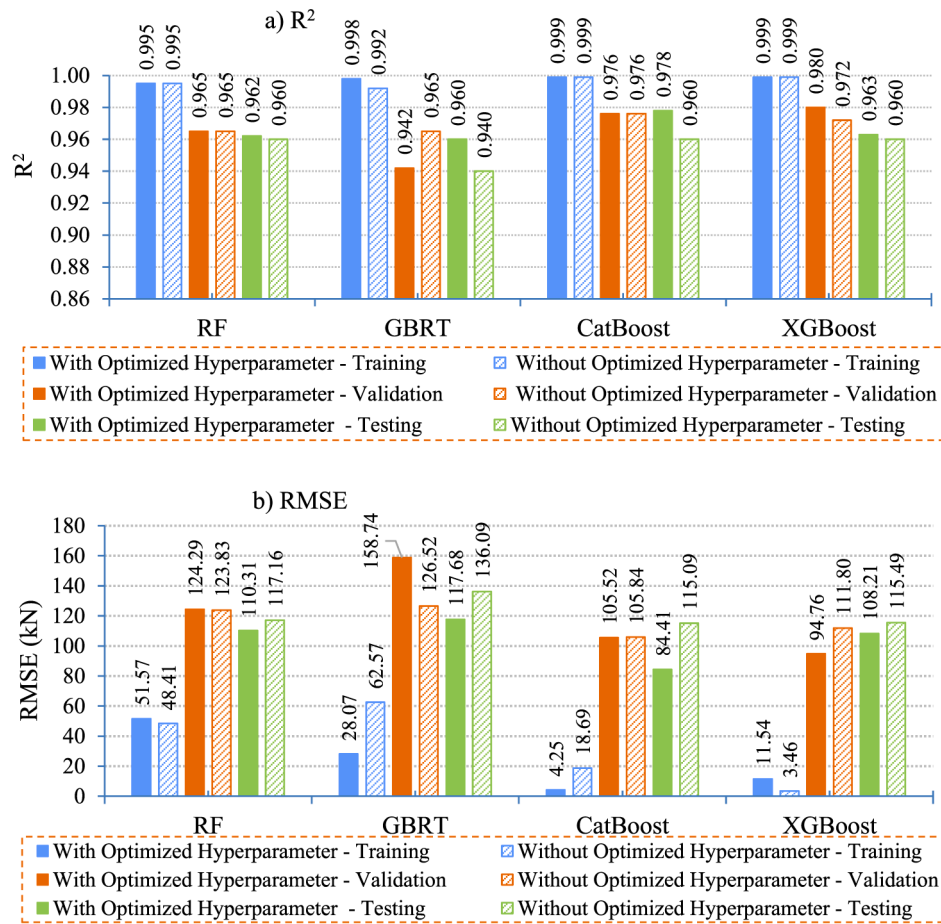 a) R²
0.995 0.995 0.965 0.965 0.962 0.960 0.998 0.992 0.942 0.965 0.960 0.940 0.999 0.999 0.976 0.976 0.978 0.960 0.999 0.999 0.980 0.972 0.963 0.960
R²
1.00
0.98
0.96
0.94
0.92
0.90
0.88
0.86
RF GBRT CatBoost XGBoost
With Optimized Hyperparameter - Training Without Optimized Hyperparameter - Training
With Optimized Hyperparameter - Validation Without Optimized Hyperparameter - Validation
With Optimized Hyperparameter - Testing Without Optimized Hyperparameter - Testing
b) RMSE
51.57 48.41 124.29 123.83 110.31 117.16 28.07 62.57 158.74 126.52 117.68 136.09 4.25 18.69 105.52 105.84 84.41 115.09 11.54 3.46 94.76 111.80 108.21 115.49
RMSE (kN)
180
160
140
120
100
80
60
40
20
0
RF GBRT CatBoost XGBoost
With Optimized Hyperparameter - Training Without Optimized Hyperparameter - Training
With Optimized Hyperparameter - Validation Without Optimized Hyperparameter - Validation
With Optimized Hyperparameter - Testing Without Optimized Hyperparameter - Testing